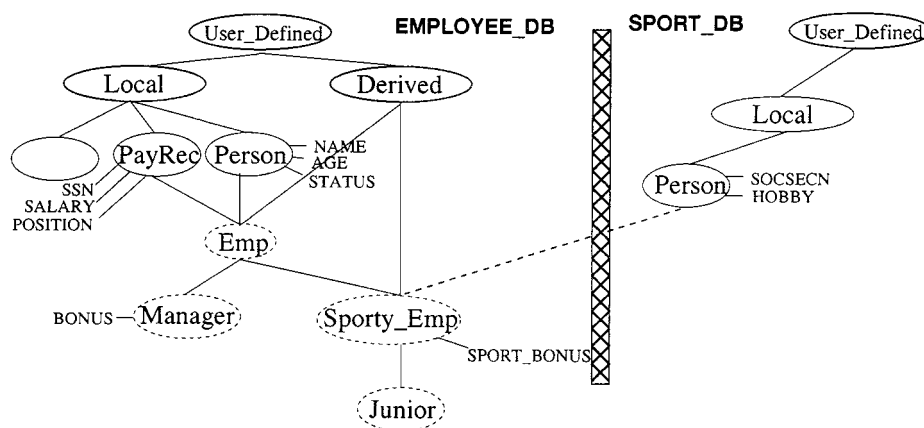 User_Defined
EMPLOYEE_DB
SPORT_DB
User_Defined
Local
Derived
Local
PayRec
Person
NAME
AGE
STATUS
SSN
SALARY
POSITION
Person
SOCSECN
HOBBY
Emp
BONUS
Manager
Sporty_Emp
SPORT_BONUS
Junior